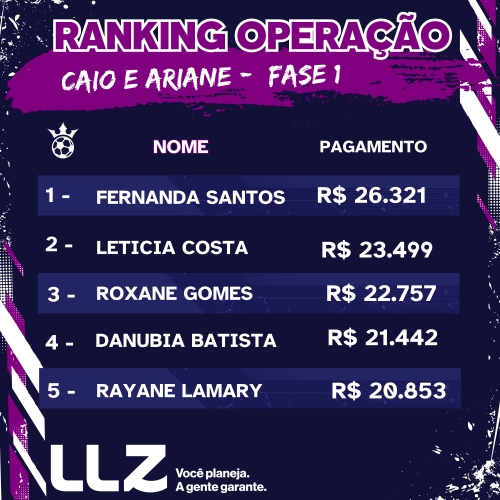 RANKING OPERAÇÃO
CAIO E ARIANE - FASE 1
NOME PAGAMENTO
1 - FERNANDA SANTOS R$ 26.321
2 - LETICIA COSTA R$ 23.499
3 - ROXANE GOMES R$ 22.757
4 - DANUBIA BATISTA R$ 21.442
5 - RAYANE LAMARY R$ 20.853
LLZ
Você planeja.
A gente garante.